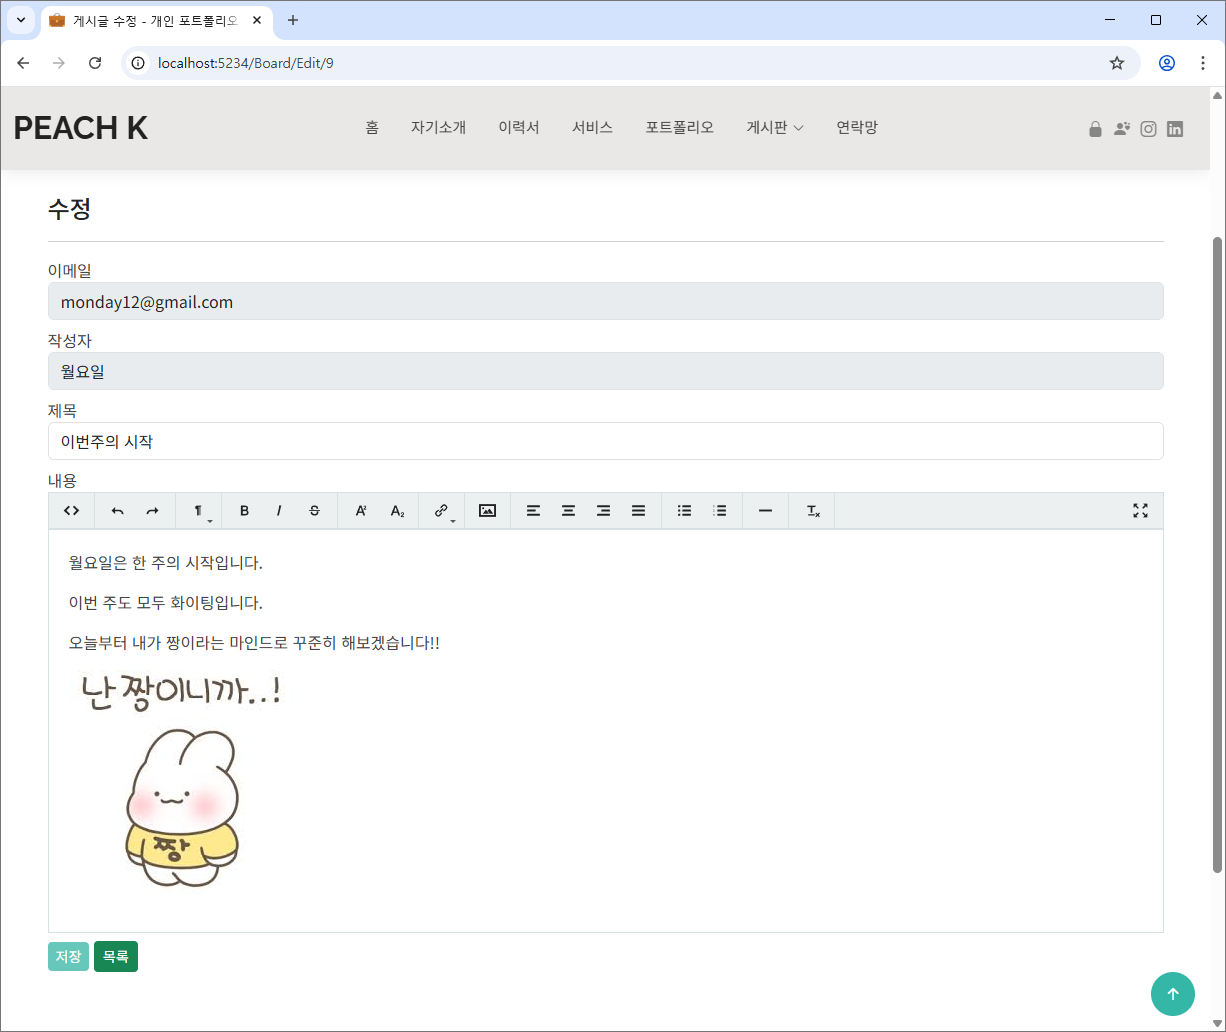 게시글 수정 - 개인 포트폴리오
localhost:5234/Board/Edit/9
PEACH K
홈 자기소개 이력서 서비스 포트폴리오 게시판 연락망
수정
이메일
monday12@gmail.com
작성자
월요일
제목
이번주의 시작
내용
월요일은 한 주의 시작입니다.
이번 주도 모두 화이팅입니다.
오늘부터 내가 짱이라는 마인드로 꾸준히 해보겠습니다!!
난 짱이니까..!
짱
저장 목록